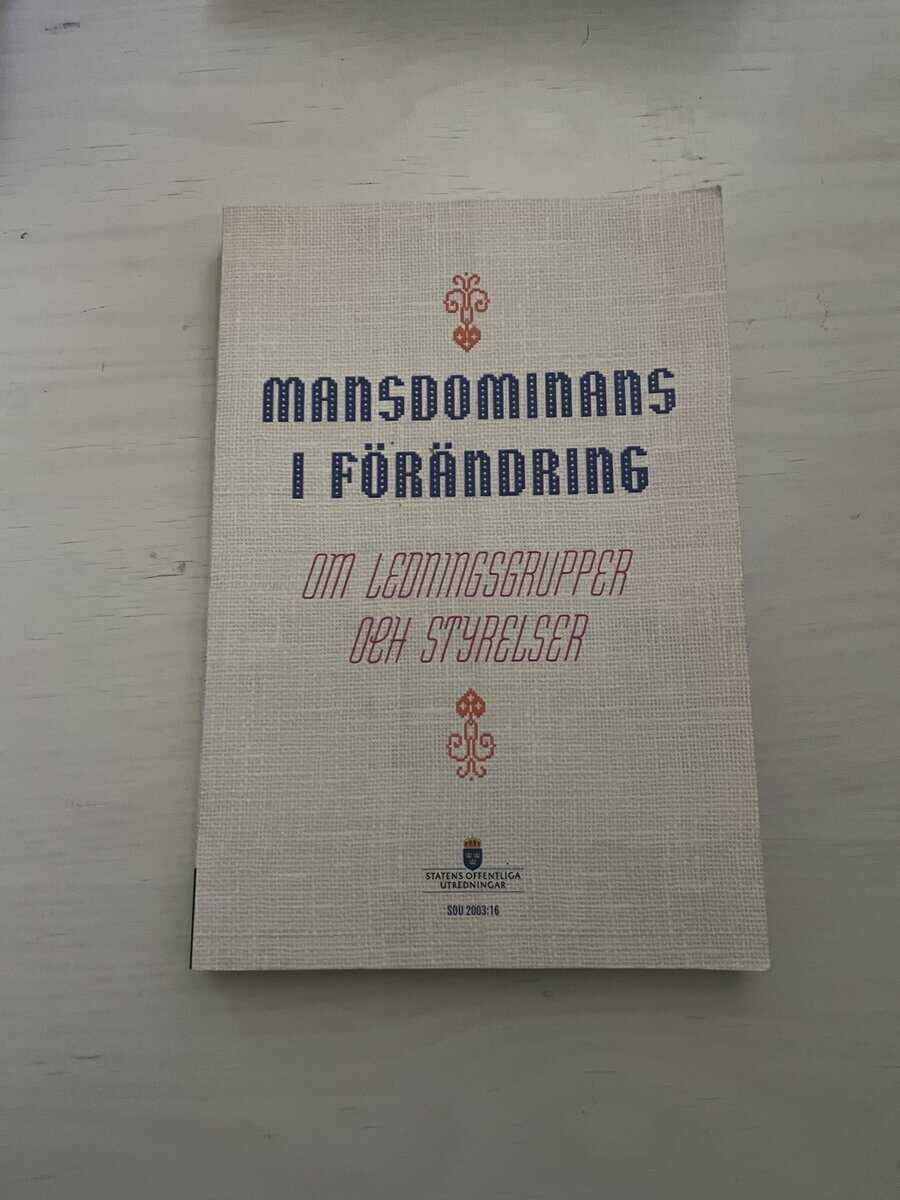 MANSDOMINANS
I FÖRÄNDRING
OM LEDNINGSGRUPPER
OCH STYRELSER
STATENS OFFENTLIGA
UTREDNINGAR
SOU 2003:16